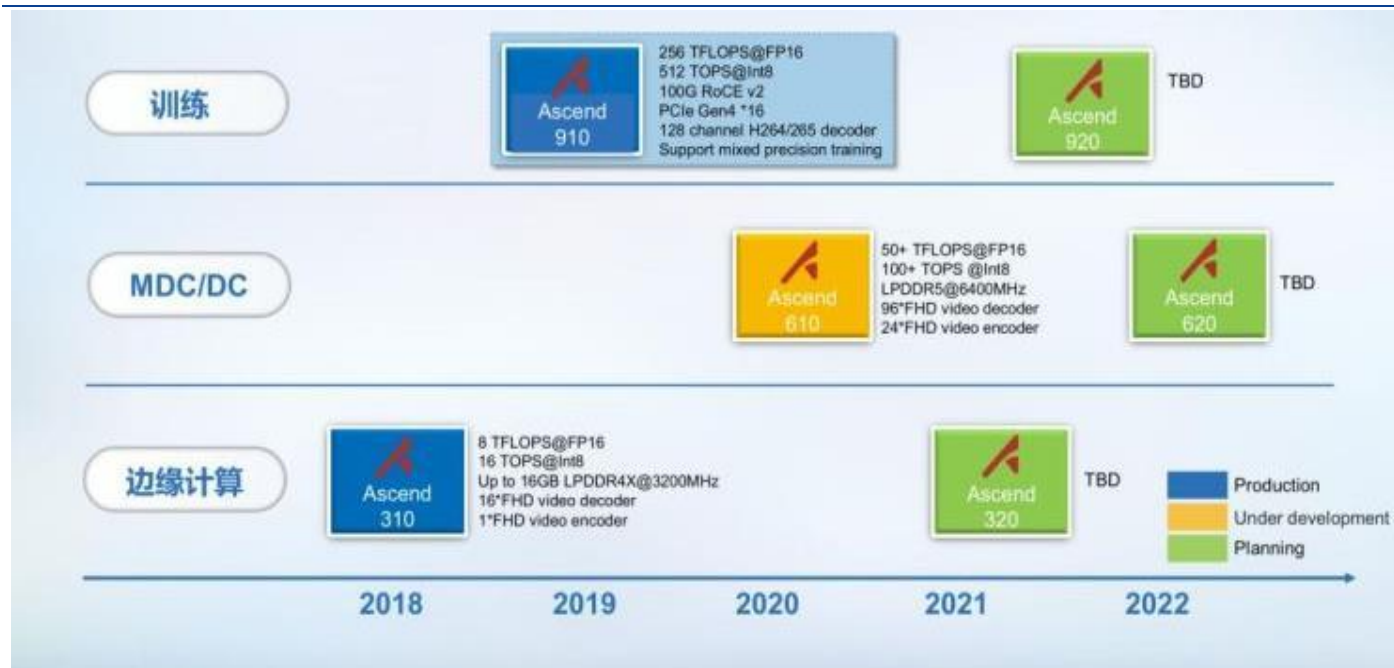 训练
Ascend
910
256 TFLOPS@FP16
512 TOPS@Int8
100G RoCE v2
PCIe Gen4 *16
128 channel H264/265 decoder
Support mixed precision training
Ascend
920
TBD
MDC/DC
Ascend
610
50+ TFLOPS@FP16
100+ TOPS @Int8
LPDDR5@6400MHz
96*FHD video decoder
24*FHD video encoder
Ascend
620
TBD
边缘计算
Ascend
310
8 TFLOPS@FP16
16 TOPS@Int8
Up to 16GB LPDDR4X@3200MHz
16*FHD video decoder
1*FHD video encoder
Ascend
320
TBD
Production
Under development
Planning
2018
2019
2020
2021
2022